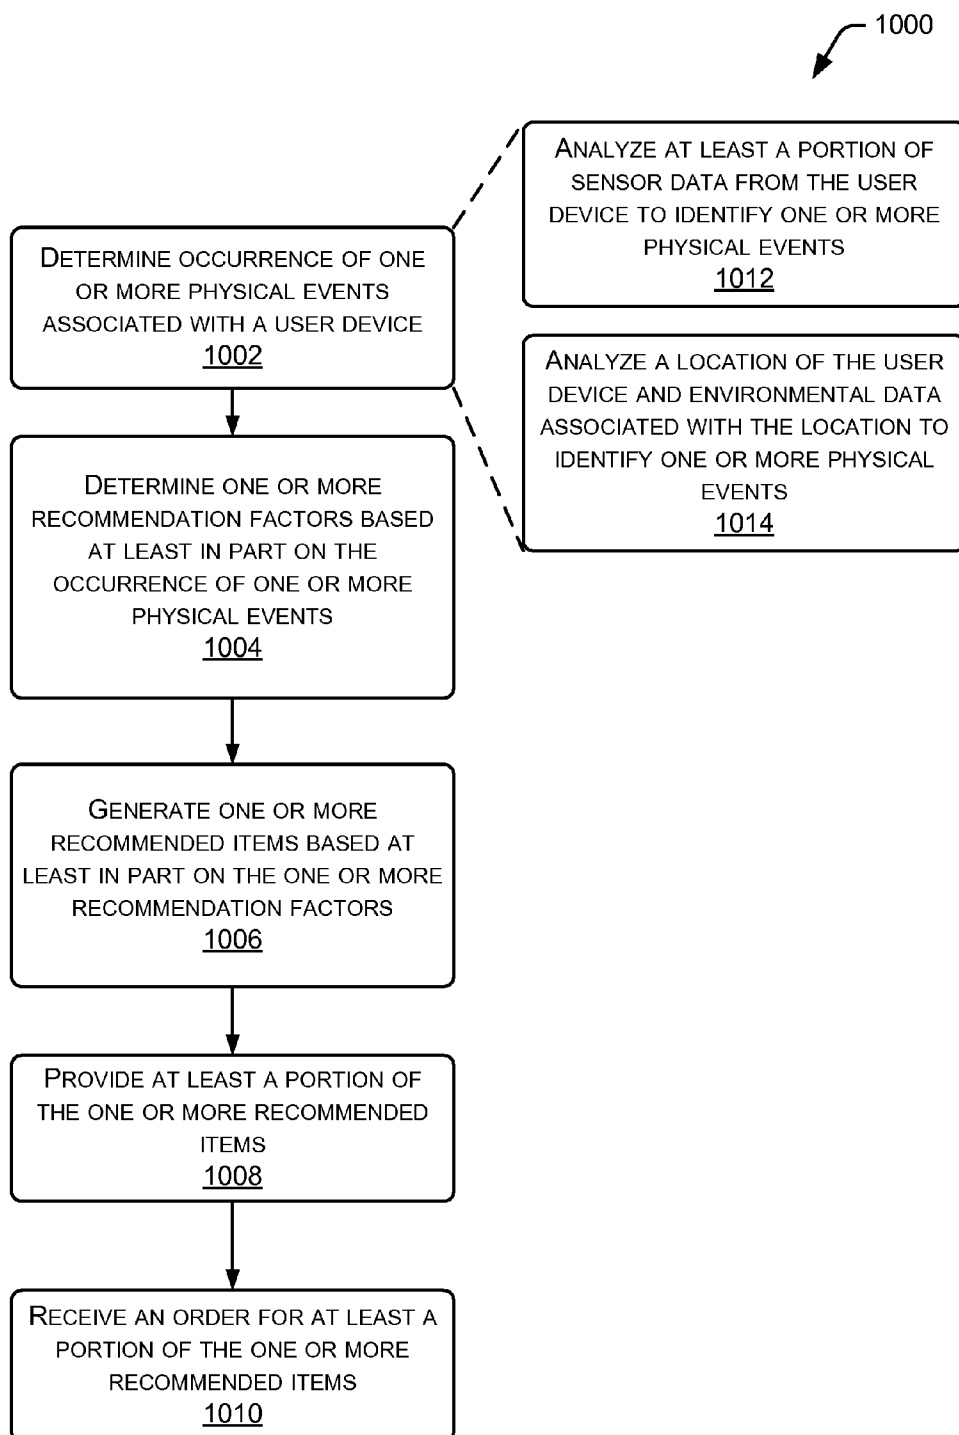 1000
DETERMINE OCCURRENCE OF ONE
OR MORE PHYSICAL EVENTS
ASSOCIATED WITH A USER DEVICE
1002
ANALYZE AT LEAST A PORTION OF
SENSOR DATA FROM THE USER
DEVICE TO IDENTIFY ONE OR MORE
PHYSICAL EVENTS
1012
ANALYZE A LOCATION OF THE USER
DEVICE AND ENVIRONMENTAL DATA
ASSOCIATED WITH THE LOCATION TO
IDENTIFY ONE OR MORE PHYSICAL
EVENTS
1014
DETERMINE ONE OR MORE
RECOMMENDATION FACTORS BASED
AT LEAST IN PART ON THE
OCCURRENCE OF ONE OR MORE
PHYSICAL EVENTS
1004
GENERATE ONE OR MORE
RECOMMENDED ITEMS BASED AT
LEAST IN PART ON THE ONE OR MORE
RECOMMENDATION FACTORS
1006
PROVIDE AT LEAST A PORTION OF
THE ONE OR MORE RECOMMENDED
ITEMS
1008
RECEIVE AN ORDER FOR AT LEAST A
PORTION OF THE ONE OR MORE
RECOMMENDED ITEMS
1010